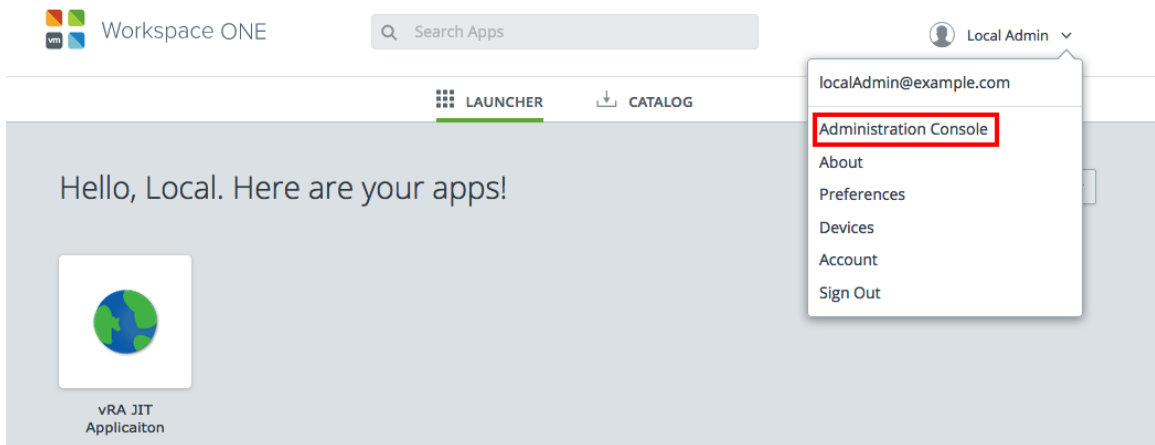 vm
Workspace ONE
Search Apps
Local Admin
localAdmin@example.com
LAUNCHER
CATALOG
Administration Console
About
Preferences
Devices
Account
Sign Out
Hello, Local. Here are your apps!
vRA JIT
Applicaiton